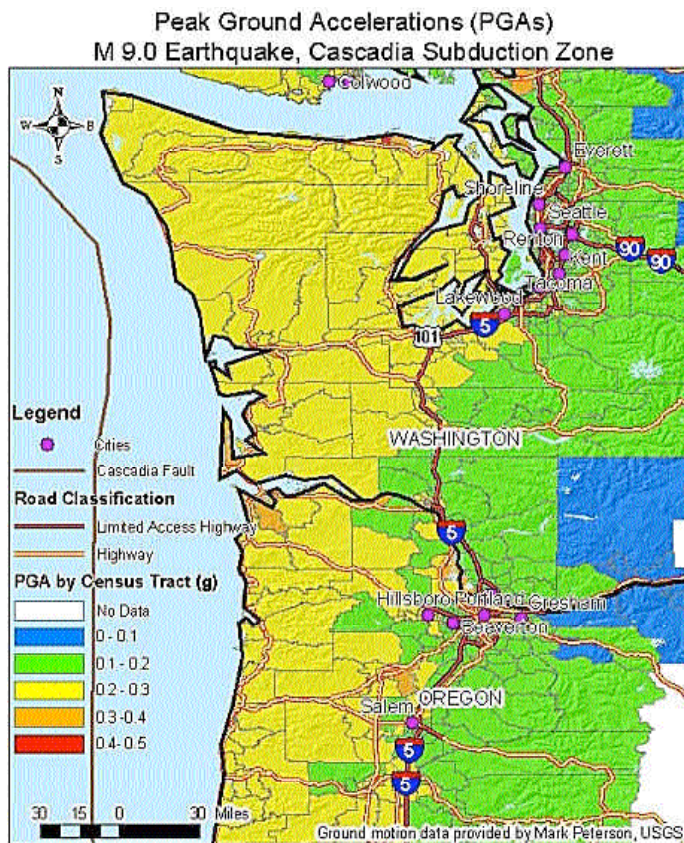 Peak Ground Accelerations (PGAs)
M 9.0 Earthquake, Cascadia Subduction Zone
N
W E
S
Colwood
Everett
Shoreline
Seattle
Renton
90
90
Kent
Tacoma
Lakewood
5
101
WASHINGTON
Legend
Cities
Cascadia Fault
Road Classification
Limited Access Highway
Highway
PGA by Census Tract (g)
No Data
0 - 0.1
0.1 - 0.2
0.2 - 0.3
0.3-0.4
0.4- 0.5
5
Hillsboro Portland Gresham
Beaverton
OREGON
Salem
5
5
30 15 0 30 Miles
Ground motion data provided by Mark Peterson, USGS